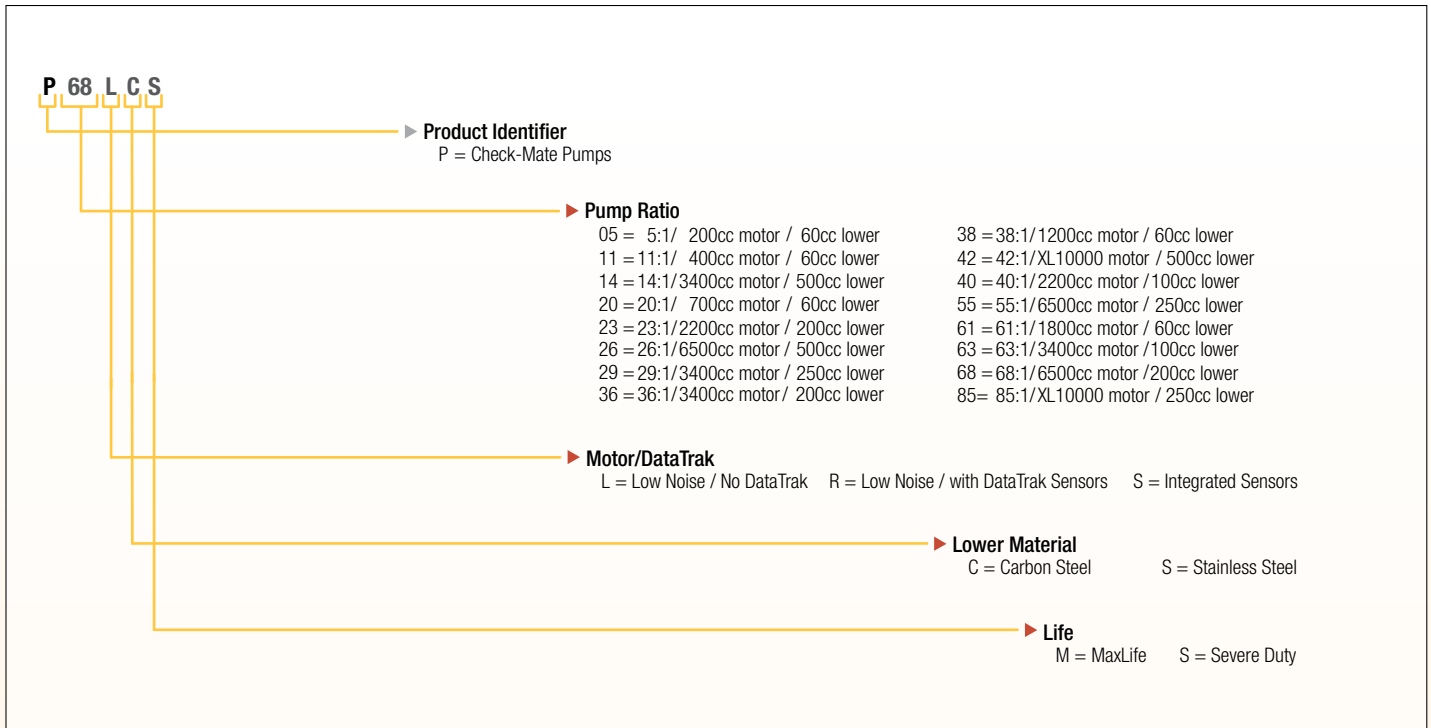 P 68 L C S
Product Identifier
P = Check-Mate Pumps
Pump Ratio
05 = 5:1/ 200cc motor / 60cc lower
11 = 11:1/ 400cc motor / 60cc lower
14 = 14:1/3400cc motor / 500cc lower
20 = 20:1/ 700cc motor / 60cc lower
23 = 23:1/2200cc motor / 200cc lower
26 = 26:1/6500cc motor / 500cc lower
29 = 29:1/3400cc motor / 250cc lower
36 = 36:1/3400cc motor / 200cc lower
38 = 38:1/1200cc motor / 60cc lower
42 = 42:1/XL10000 motor / 500cc lower
40 = 40:1/2200cc motor /100cc lower
55 = 55:1/6500cc motor / 250cc lower
61 = 61:1/1800cc motor / 60cc lower
63 = 63:1/3400cc motor /100cc lower
68 = 68:1/6500cc motor /200cc lower
85= 85:1/XL10000 motor / 250cc lower
Motor/DataTrak
L = Low Noise / No DataTrak R = Low Noise / with DataTrak Sensors S = Integrated Sensors
Lower Material
C = Carbon Steel S = Stainless Steel
Life
M = MaxLife S = Severe Duty